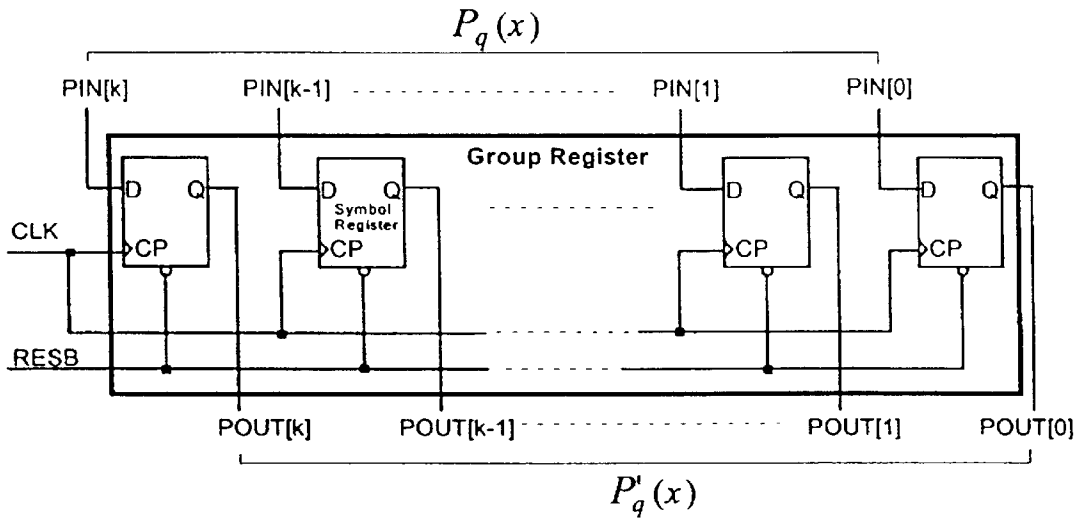 P_q(x)
PIN[k] PIN[k-1] PIN[1] PIN[0]
Group Register
D Q D Q D Q D Q
Symbol
Register
CLK
CP CP CP CP
RESB
POUT[k] POUT[k-1] POUT[1] POUT[0]
P'_q(x)